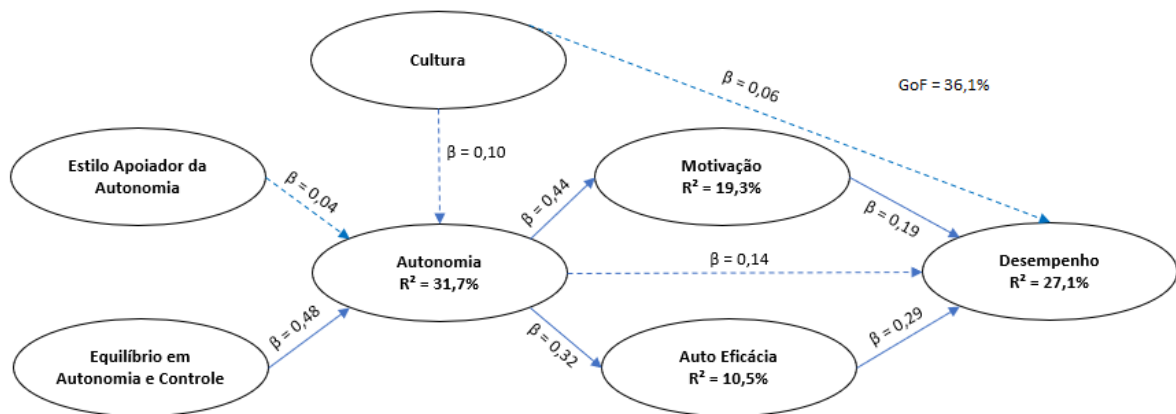 Cultura
β = 0,06
GoF = 36,1%
β = 0,10
Estilo Apoiador da
Autonomia
β = 0,04
Motivação
R² = 19,3%
β = 0,44
β = 0,19
Autonomia
R² = 31,7%
β = 0,14
Desempenho
R² = 27,1%
β = 0,48
β = 0,32
β = 0,29
Equilíbrio em
Autonomia e Controle
Auto Eficácia
R² = 10,5%